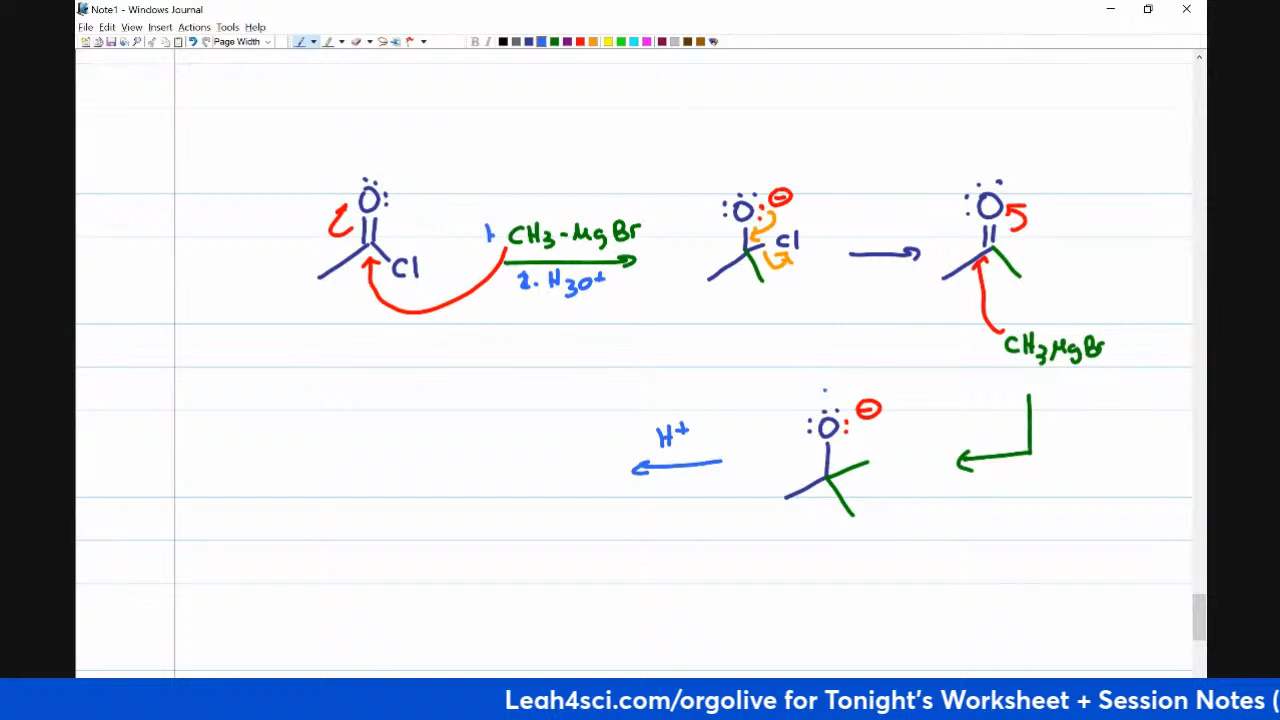 Note1 - Windows Journal
File Edit View Insert Actions Tools Help
Page Width
B I
O
Cl
1. CH3-MgBr
2. H3O+
O
Cl
O
CH3MgBr
O
H+
Leah4sci.com/orgolive for Tonight's Worksheet + Session Notes (